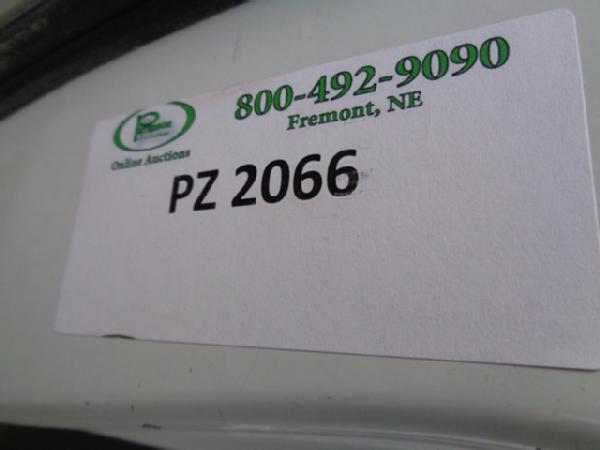 800-492-9090
Fremont, NE
Online Auctions
PZ 2066